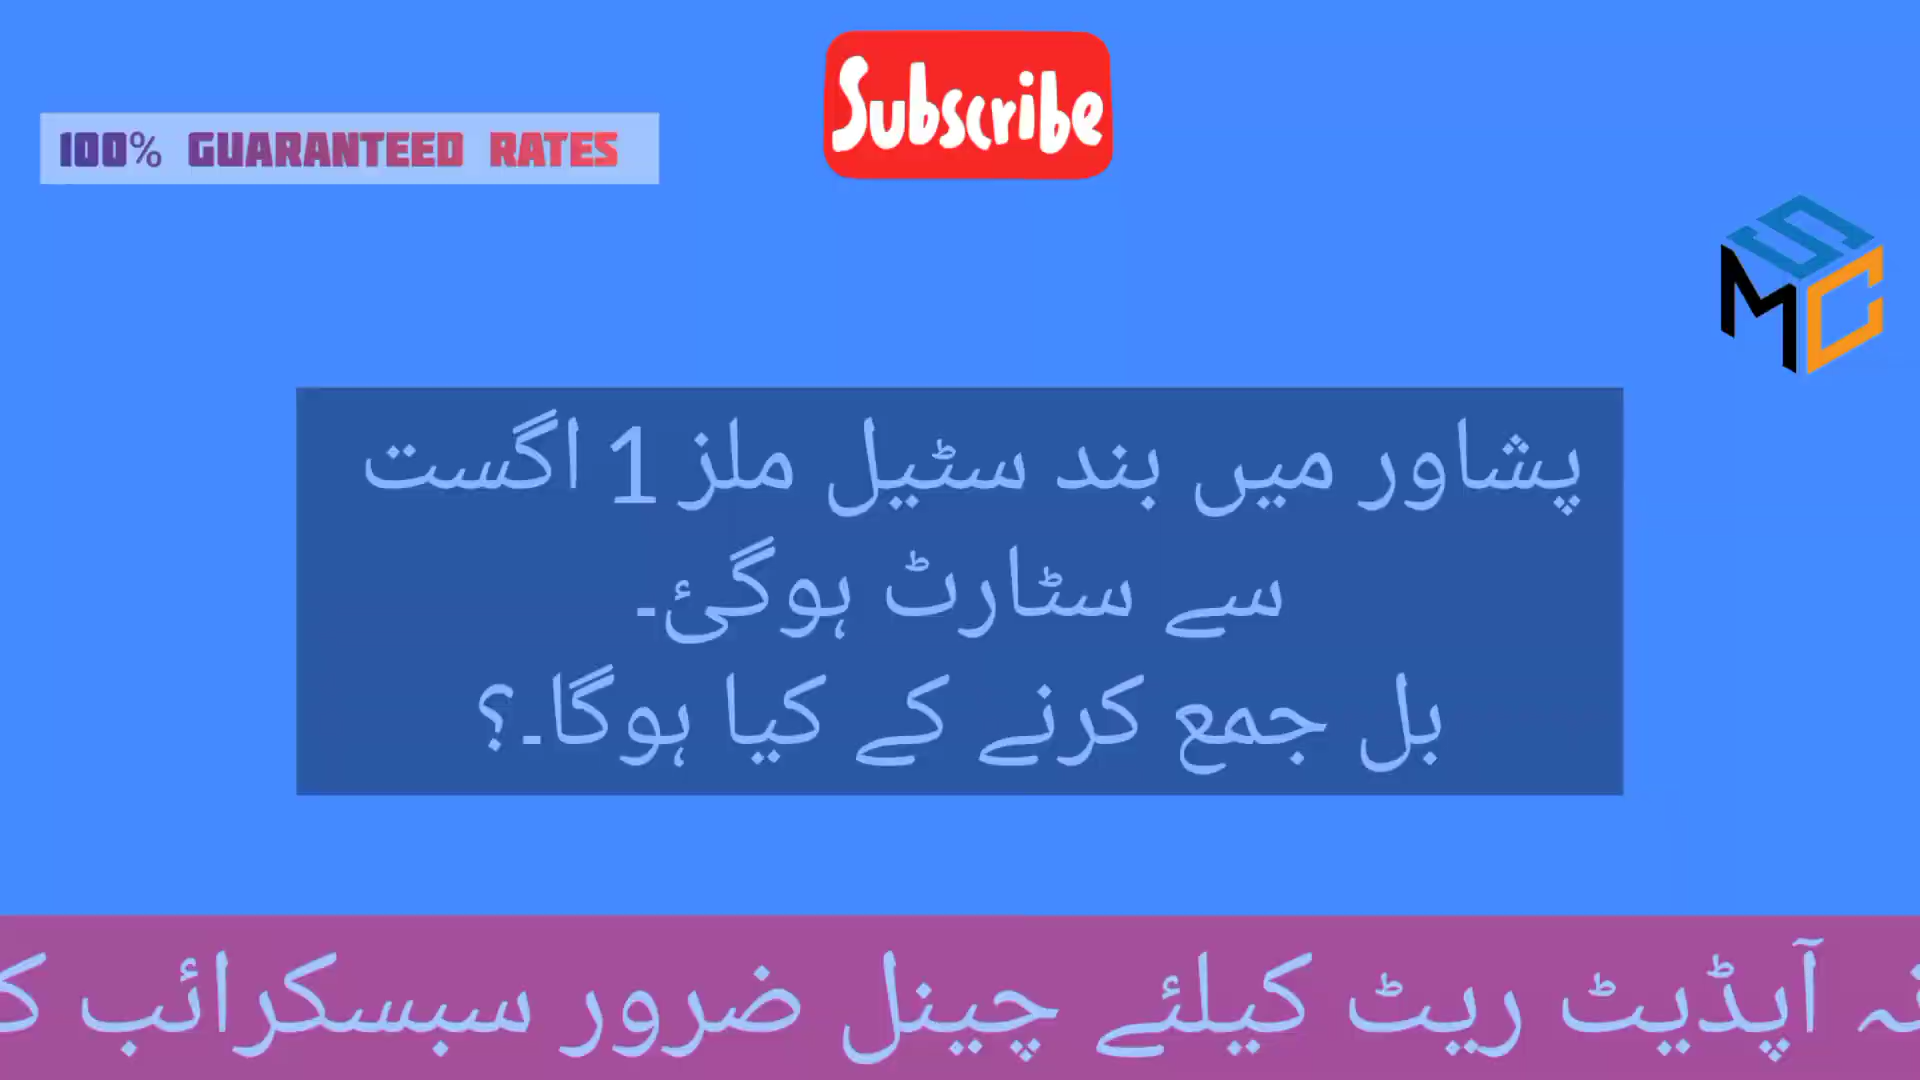 Subscribe
100% GUARANTEED RATES
SMC
پشاور میں بند سٹیل ملز 1 اگست
سے سٹارٹ ہوگئ۔
بل جمع کرنے کے کیا ہوگا۔؟
آپڈیٹ ریٹ کیلئے چینل ضرور سبسکرائب